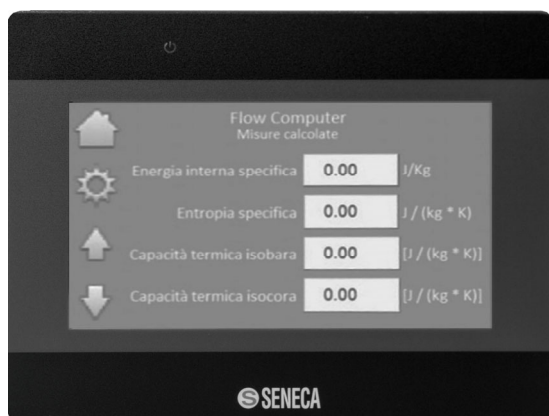 Flow Computer
Misure calcolate
Energia interna specifica 0.00 J/Kg
Entropia specifica 0.00 J / (kg * K)
Capacità termica isobara 0.00 [J / (kg * K)]
Capacità termica isocora 0.00 [J / (kg * K)]
SENECA